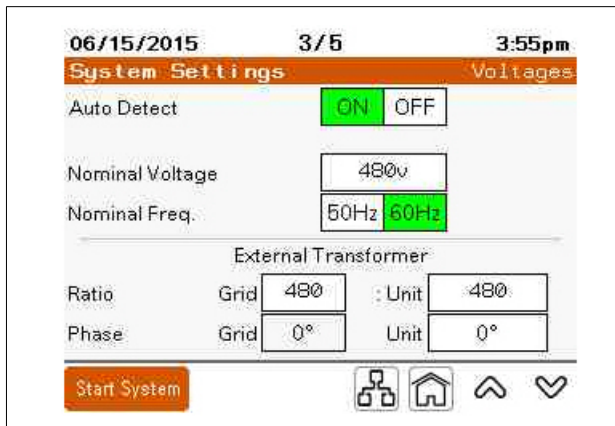 06/15/2015 3/5 3:55pm
System Settings Voltages
Auto Detect ON OFF
Nominal Voltage 480v
Nominal Freq. 50Hz 60Hz
External Transformer
Ratio Grid 480 : Unit 480
Phase Grid 0° Unit 0°
Start System